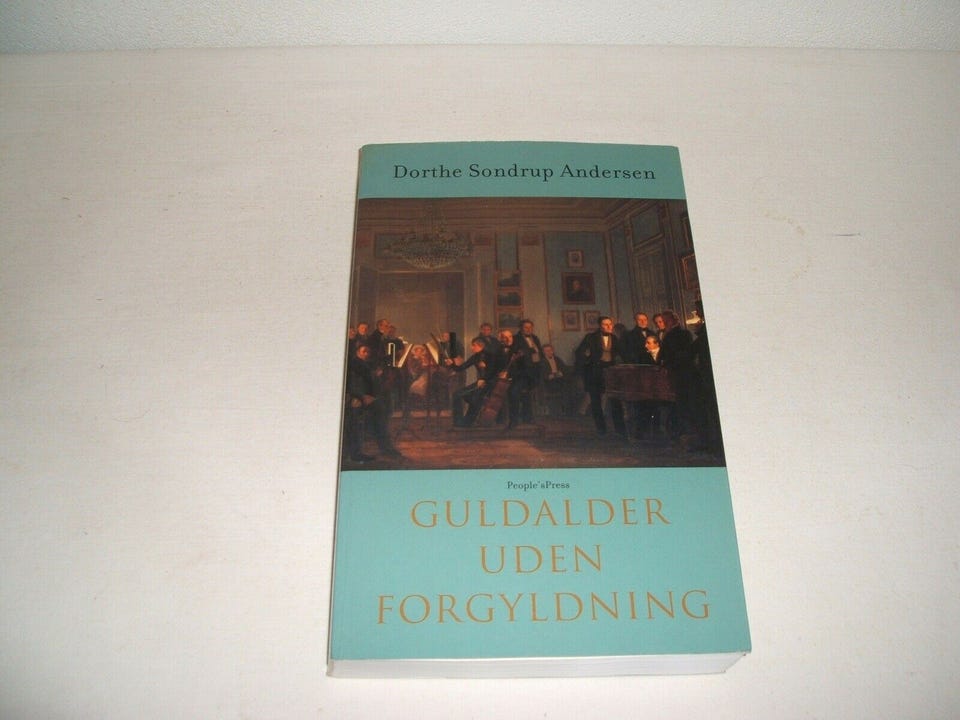 Dorthe Sondrup Andersen
People'sPress
GULDALDER
UDEN
FORGYLDNING